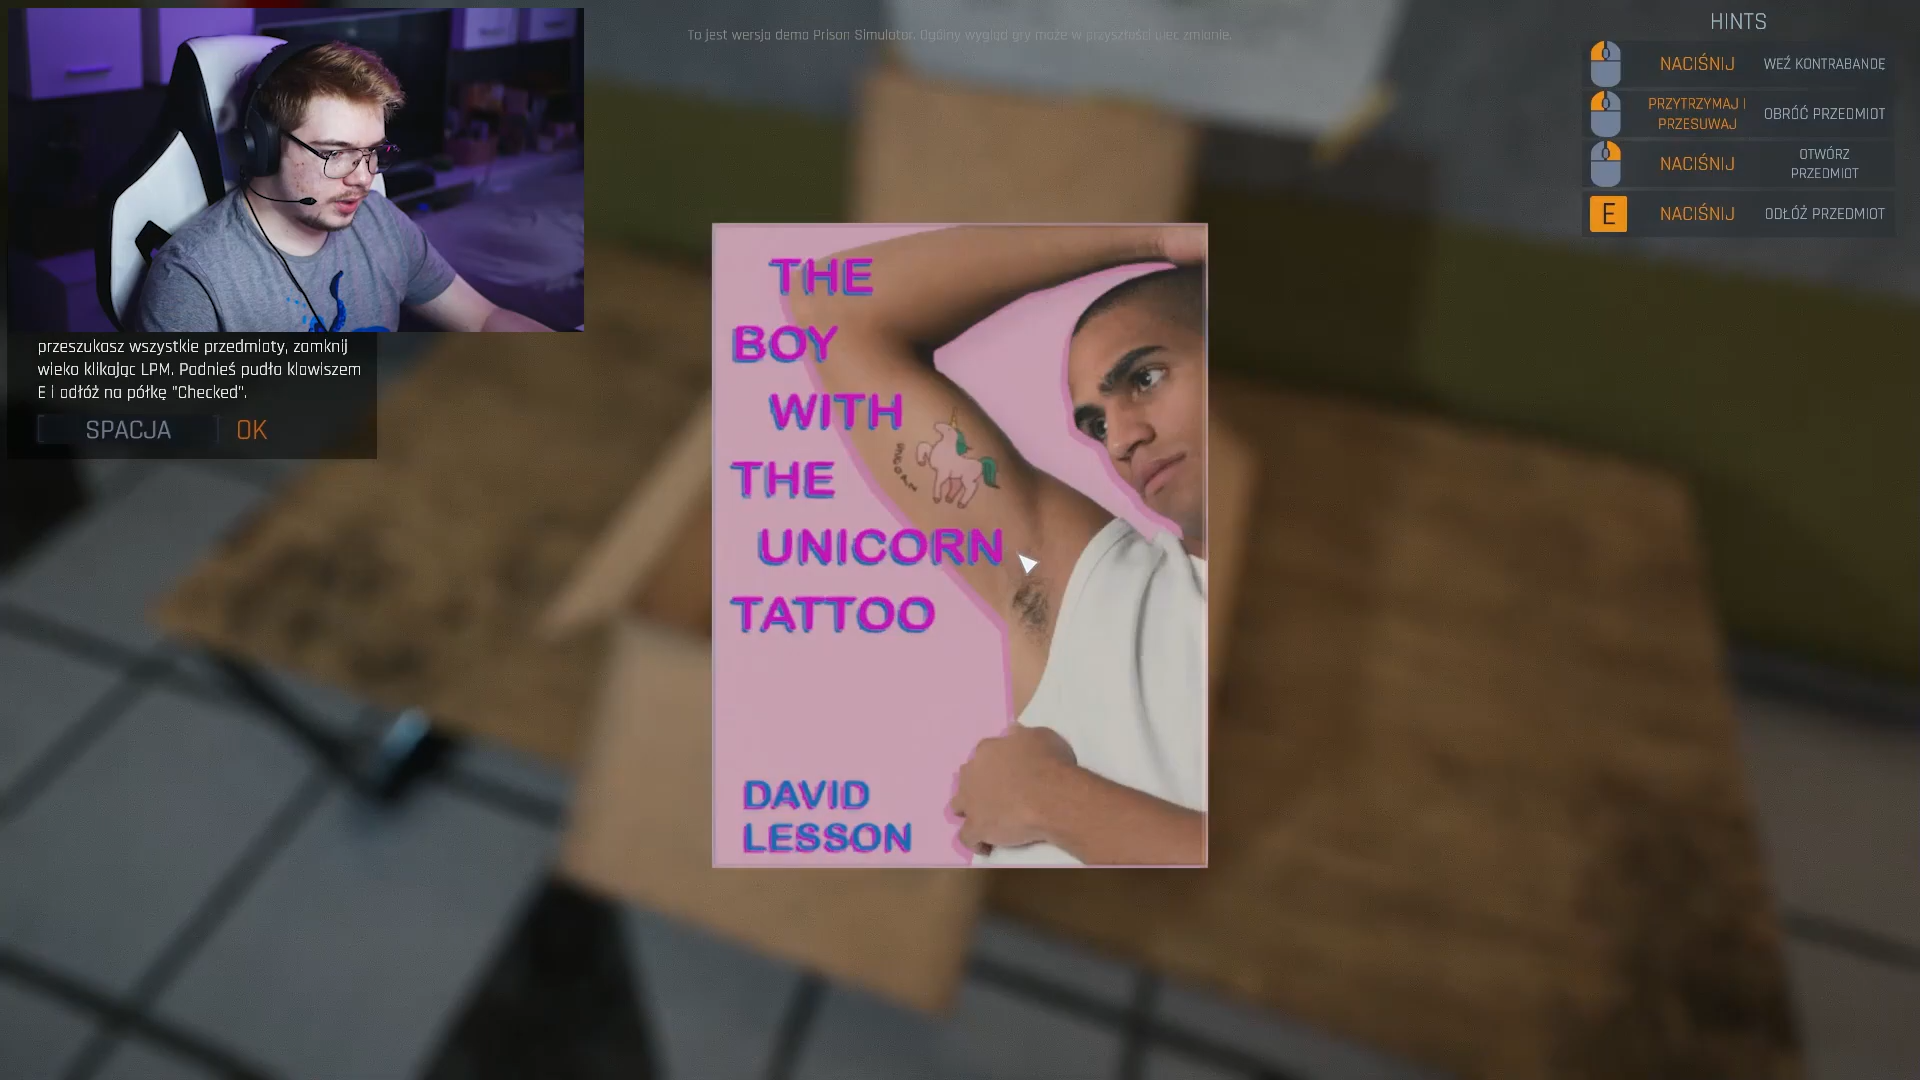 To jest wersja demo Prison Simulator. Ogólny wygląd gry może w przyszłości ulec zmianie.
HINTS
NACIŚNIJ WEŹ KONTRABANDĘ
PRZYTRZYMAJ I
PRZESUWAJ
OBRÓĆ PRZEDMIOT
NACIŚNIJ
OTWÓRZ
PRZEDMIOT
E NACIŚNIJ ODŁÓŻ PRZEDMIOT
przeszukasz wszystkie przedmioty, zamknij
wieko klikając LPM. Podnieś pudło klawiszem
E i odłóż na półkę "Checked".
SPACJA OK
THE
BOY
WITH
THE
UNICORN
TATTOO
DAVID
LESSON